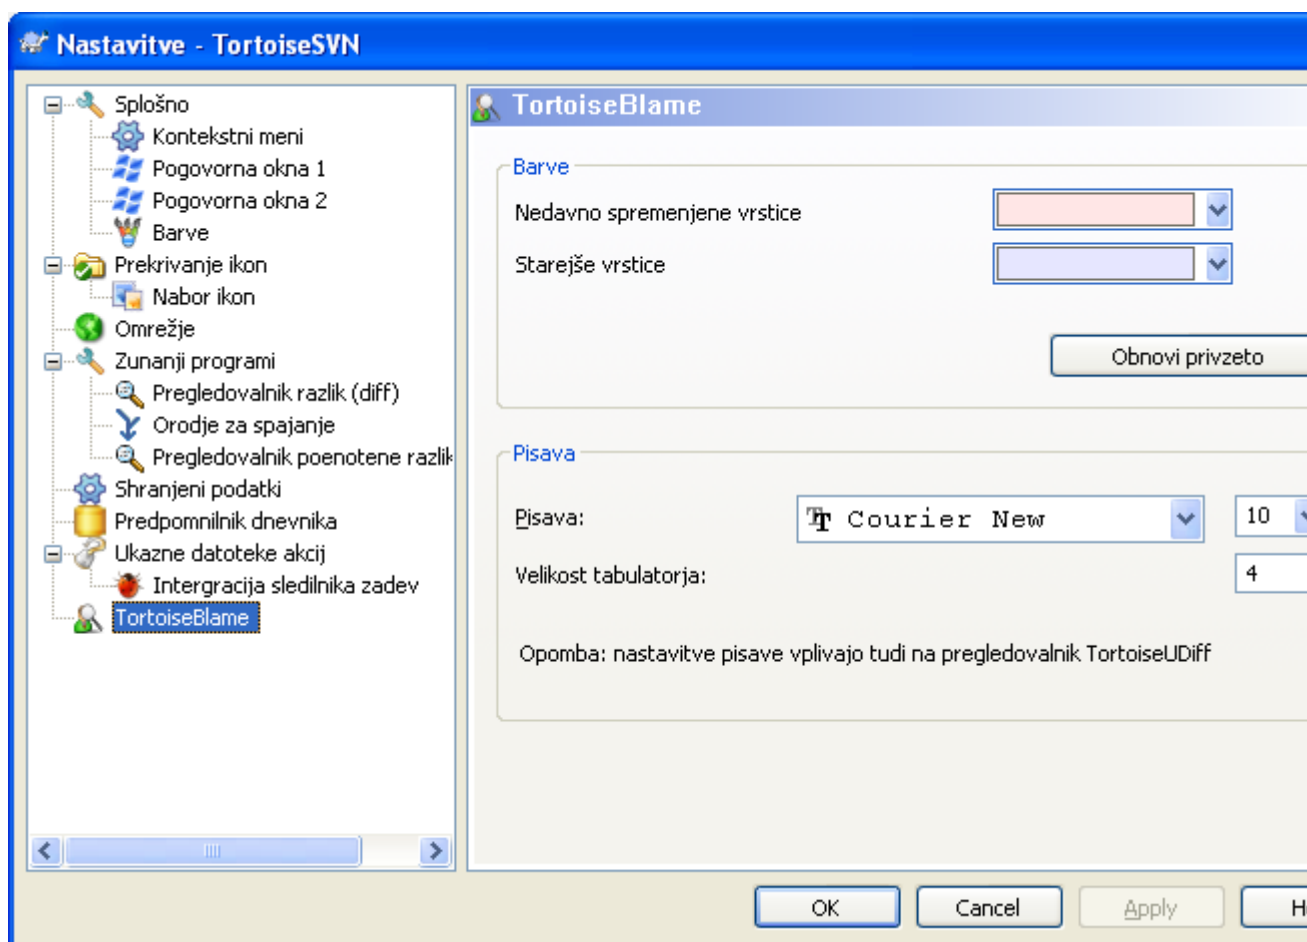 Nastavitve - TortoiseSVN
Splošno
Kontekstni meni
Pogovorna okna 1
Pogovorna okna 2
Barve
Prekrivanje ikon
Nabor ikon
Omrežje
Zunanji programi
Pregledovalnik razlik (diff)
Orodje za spajanje
Pregledovalnik poenotene razlik
Shranjeni podatki
Predpomnilnik dnevnika
Ukazne datoteke akcij
Intergracija sledilnika zadev
TortoiseBlame
TortoiseBlame
Barve
Nedavno spremenjene vrstice
Starejše vrstice
Obnovi privzeto
Pisava
Pisava: Courier New 10
Velikost tabulatorja: 4
Opomba: nastavitve pisave vplivajo tudi na pregledovalnik TortoiseUDiff
OK Cancel Apply